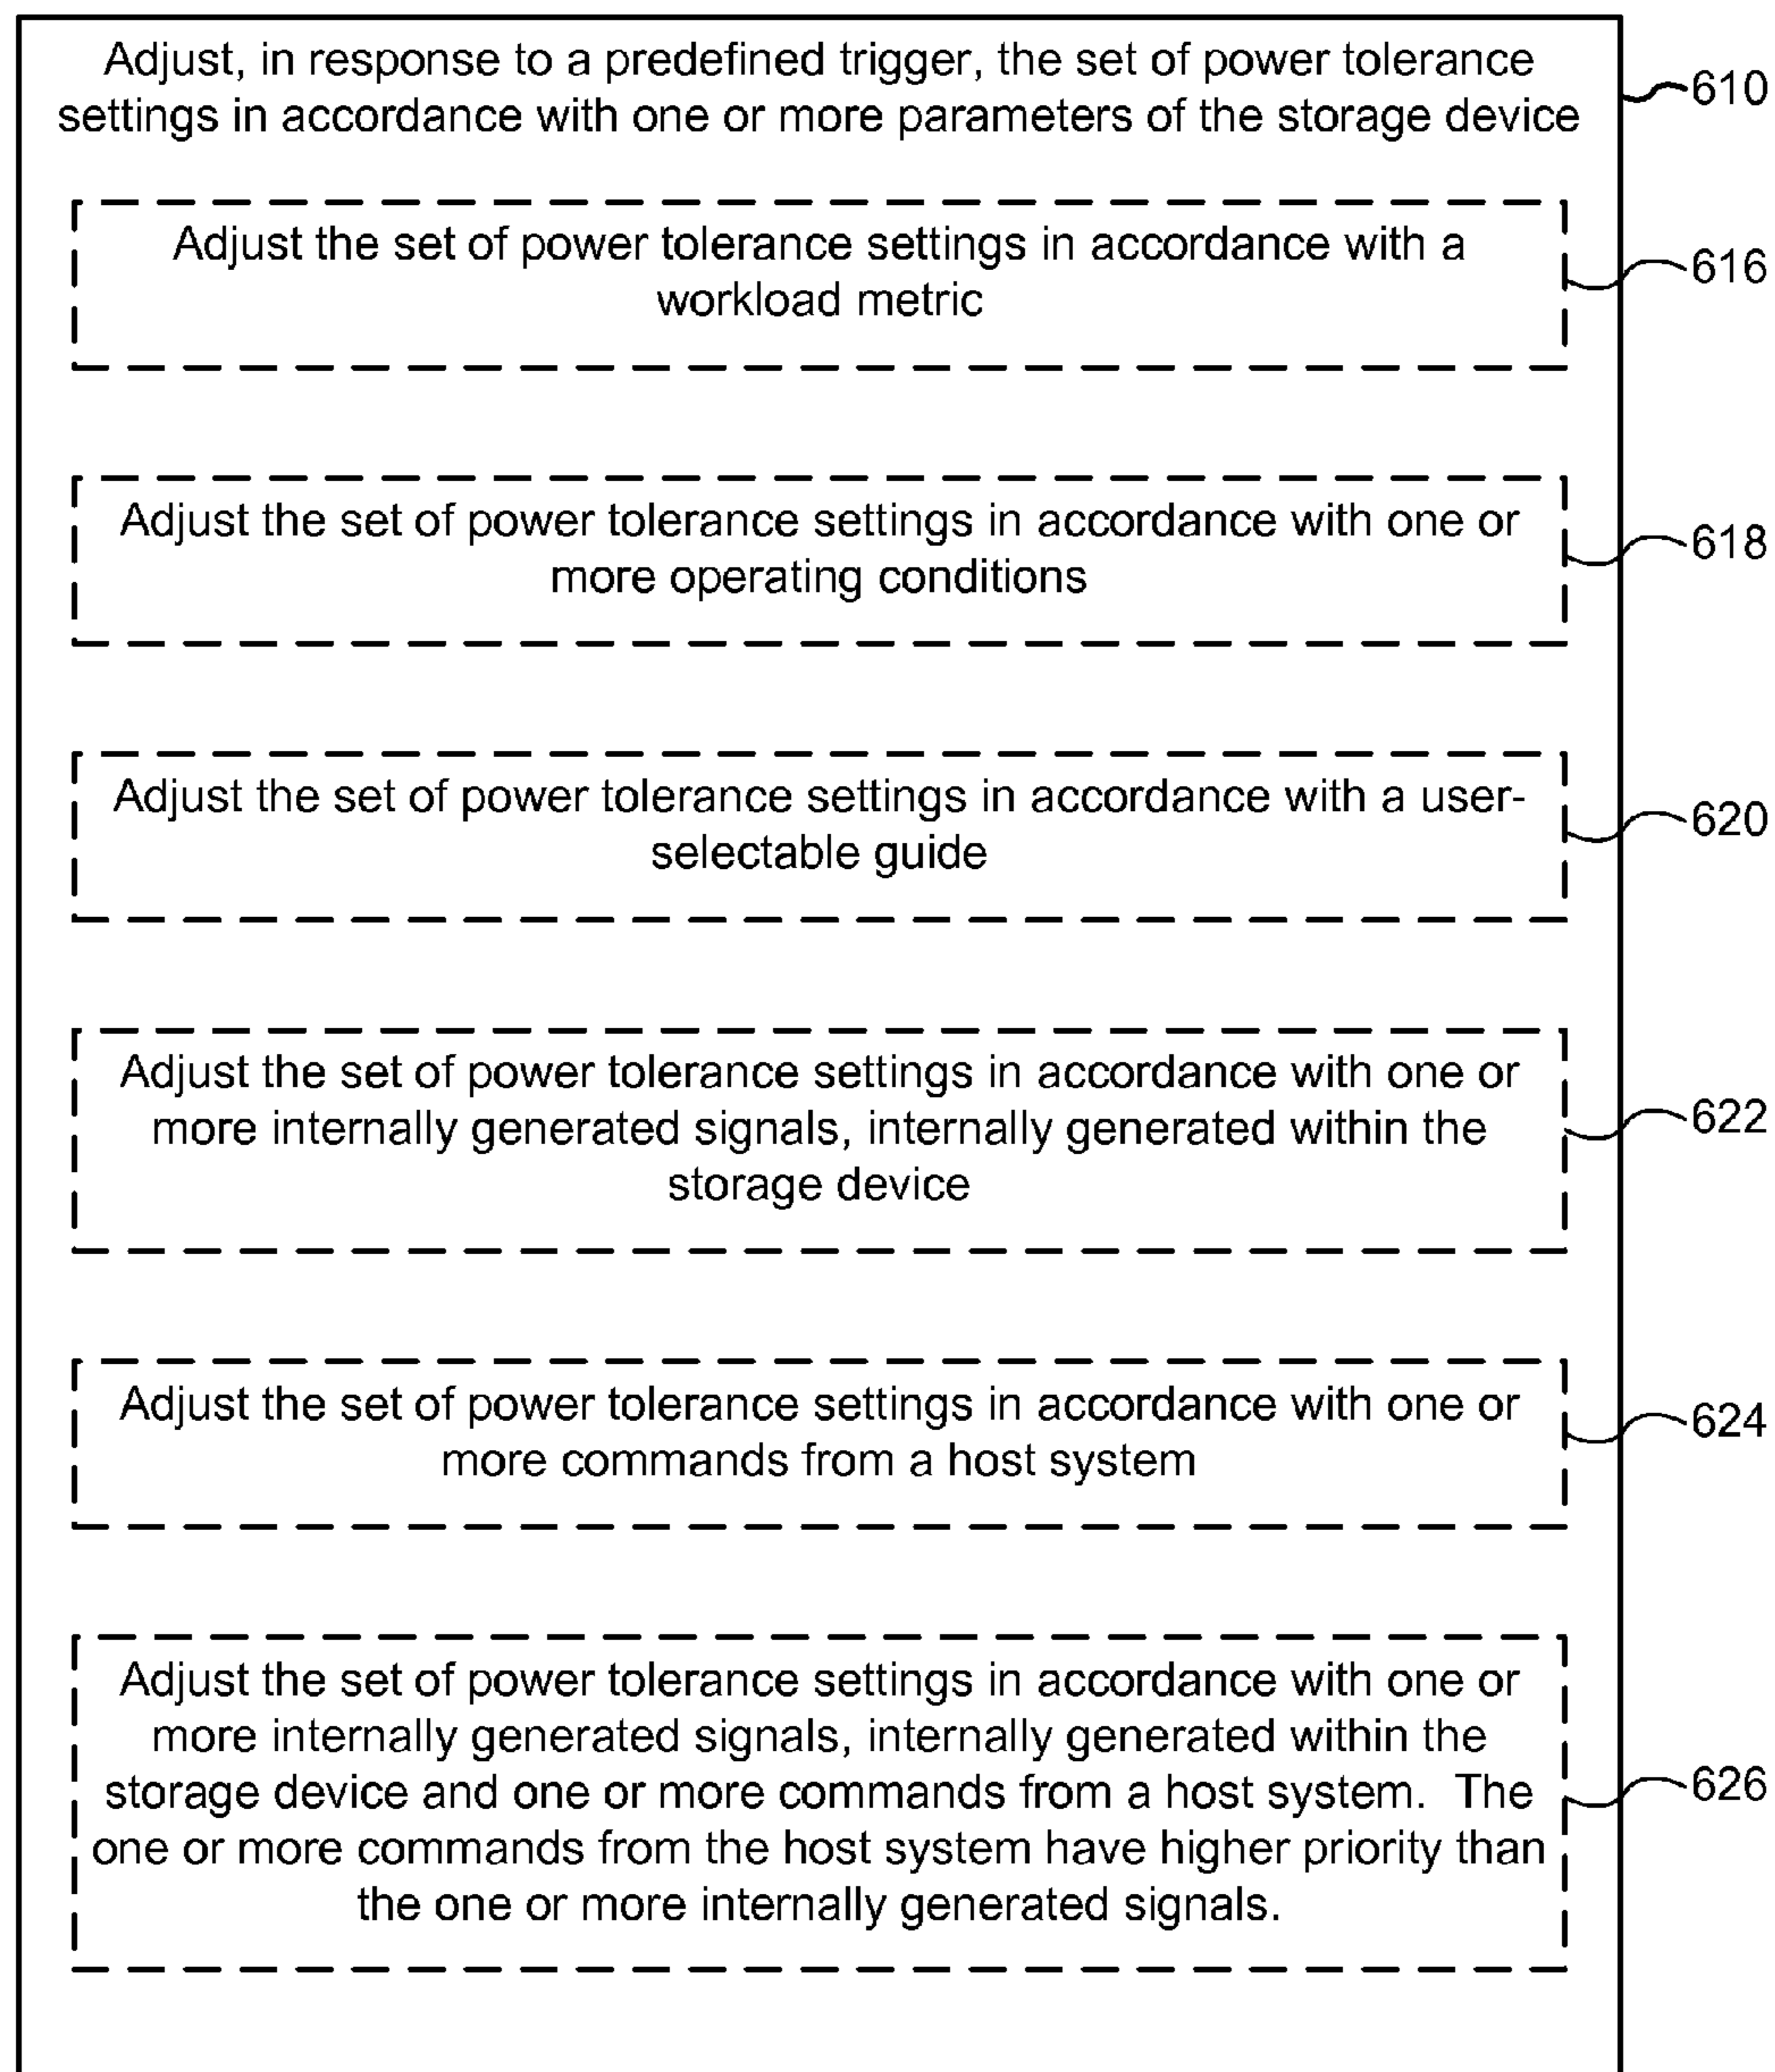 Adjust, in response to a predefined trigger, the set of power tolerance
settings in accordance with one or more parameters of the storage device
610
Adjust the set of power tolerance settings in accordance with a
workload metric
616
Adjust the set of power tolerance settings in accordance with one or
more operating conditions
618
Adjust the set of power tolerance settings in accordance with a user-
selectable guide
620
Adjust the set of power tolerance settings in accordance with one or
more internally generated signals, internally generated within the
storage device
622
Adjust the set of power tolerance settings in accordance with one or
more commands from a host system
624
Adjust the set of power tolerance settings in accordance with one or
more internally generated signals, internally generated within the
storage device and one or more commands from a host system.  The
one or more commands from the host system have higher priority than
the one or more internally generated signals.
626